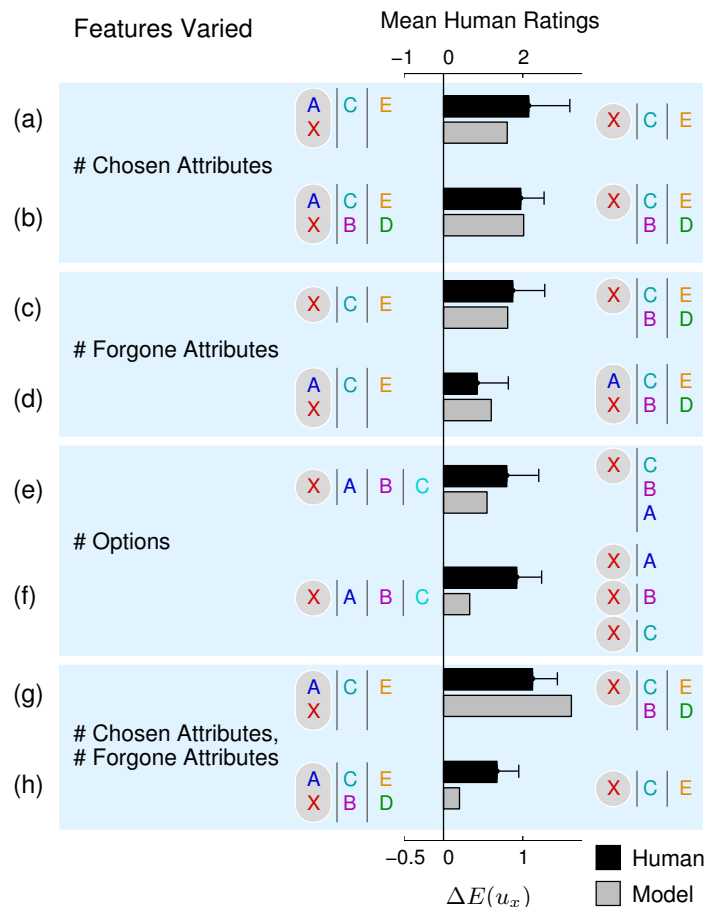 Features Varied
Mean Human Ratings
−1 0 2
(a)
A C E
X
X C E
# Chosen Attributes
(b)
A C E
X B D
X C E
B D
(c)
X C E
X C E
B D
# Forgone Attributes
(d)
A C E
X
A C E
X B D
(e)
X A B C
X C
B
A
# Options
(f)
X A B C
X A
X B
X C
(g)
A C E
X
X C E
B D
# Chosen Attributes,
# Forgone Attributes
(h)
A C E
X B D
X C E
-0.5 0 1
ΔE(uₓ)
Human
Model